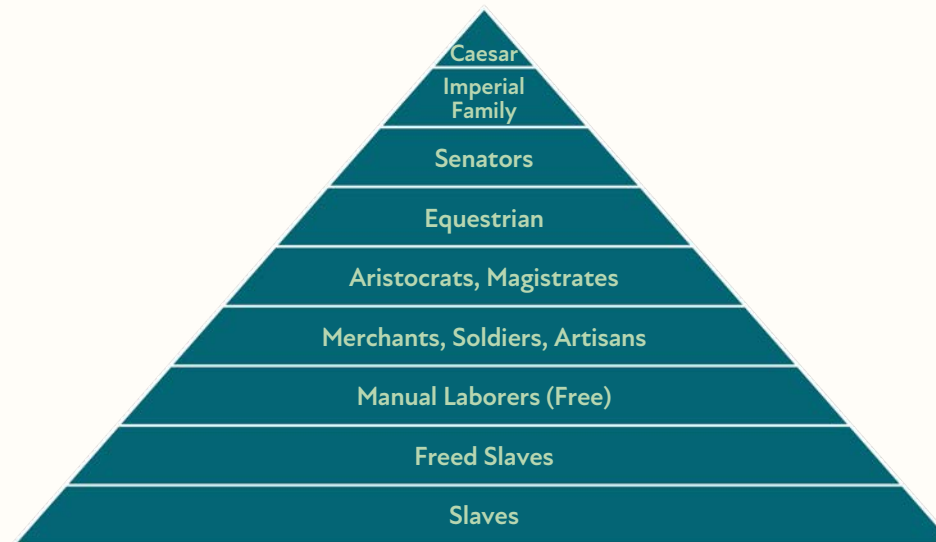 Caesar
Imperial
Family
Senators
Equestrian
Aristocrats, Magistrates
Merchants, Soldiers, Artisans
Manual Laborers (Free)
Freed Slaves
Slaves